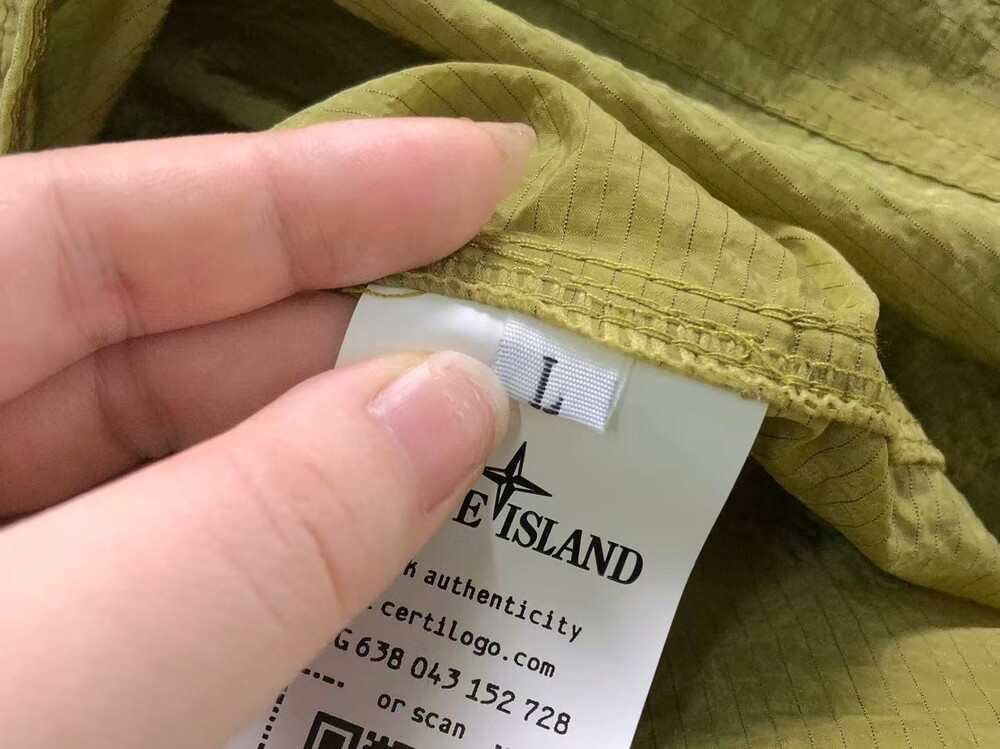 L
E ISLAND
k authenticity
certilogo.com
G 638 043 152 728
or scan